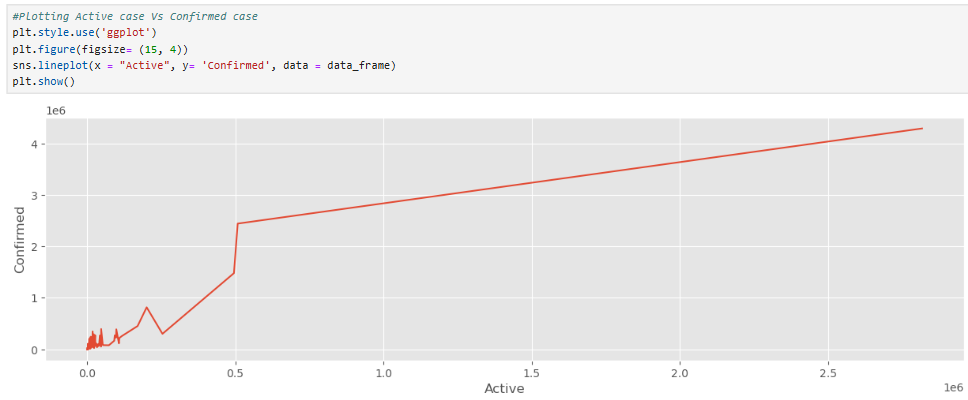 #Plotting Active case Vs Confirmed case
plt.style.use('ggplot')
plt.figure(figsize= (15, 4))
sns.lineplot(x = "Active", y= 'Confirmed', data = data_frame)
plt.show()
1e6
4
3
2
1
0
Confirmed
0.0 0.5 1.0 1.5 2.0 2.5
Active
1e6